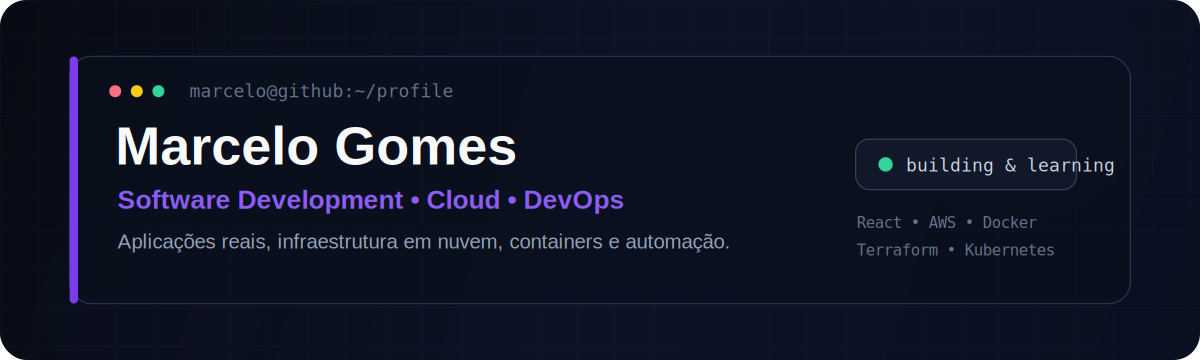 marcelo@github:~/profile
Marcelo Gomes
Software Development • Cloud • DevOps
Aplicações reais, infraestrutura em nuvem, containers e automação.
building & learning
React • AWS • Docker
Terraform • Kubernetes